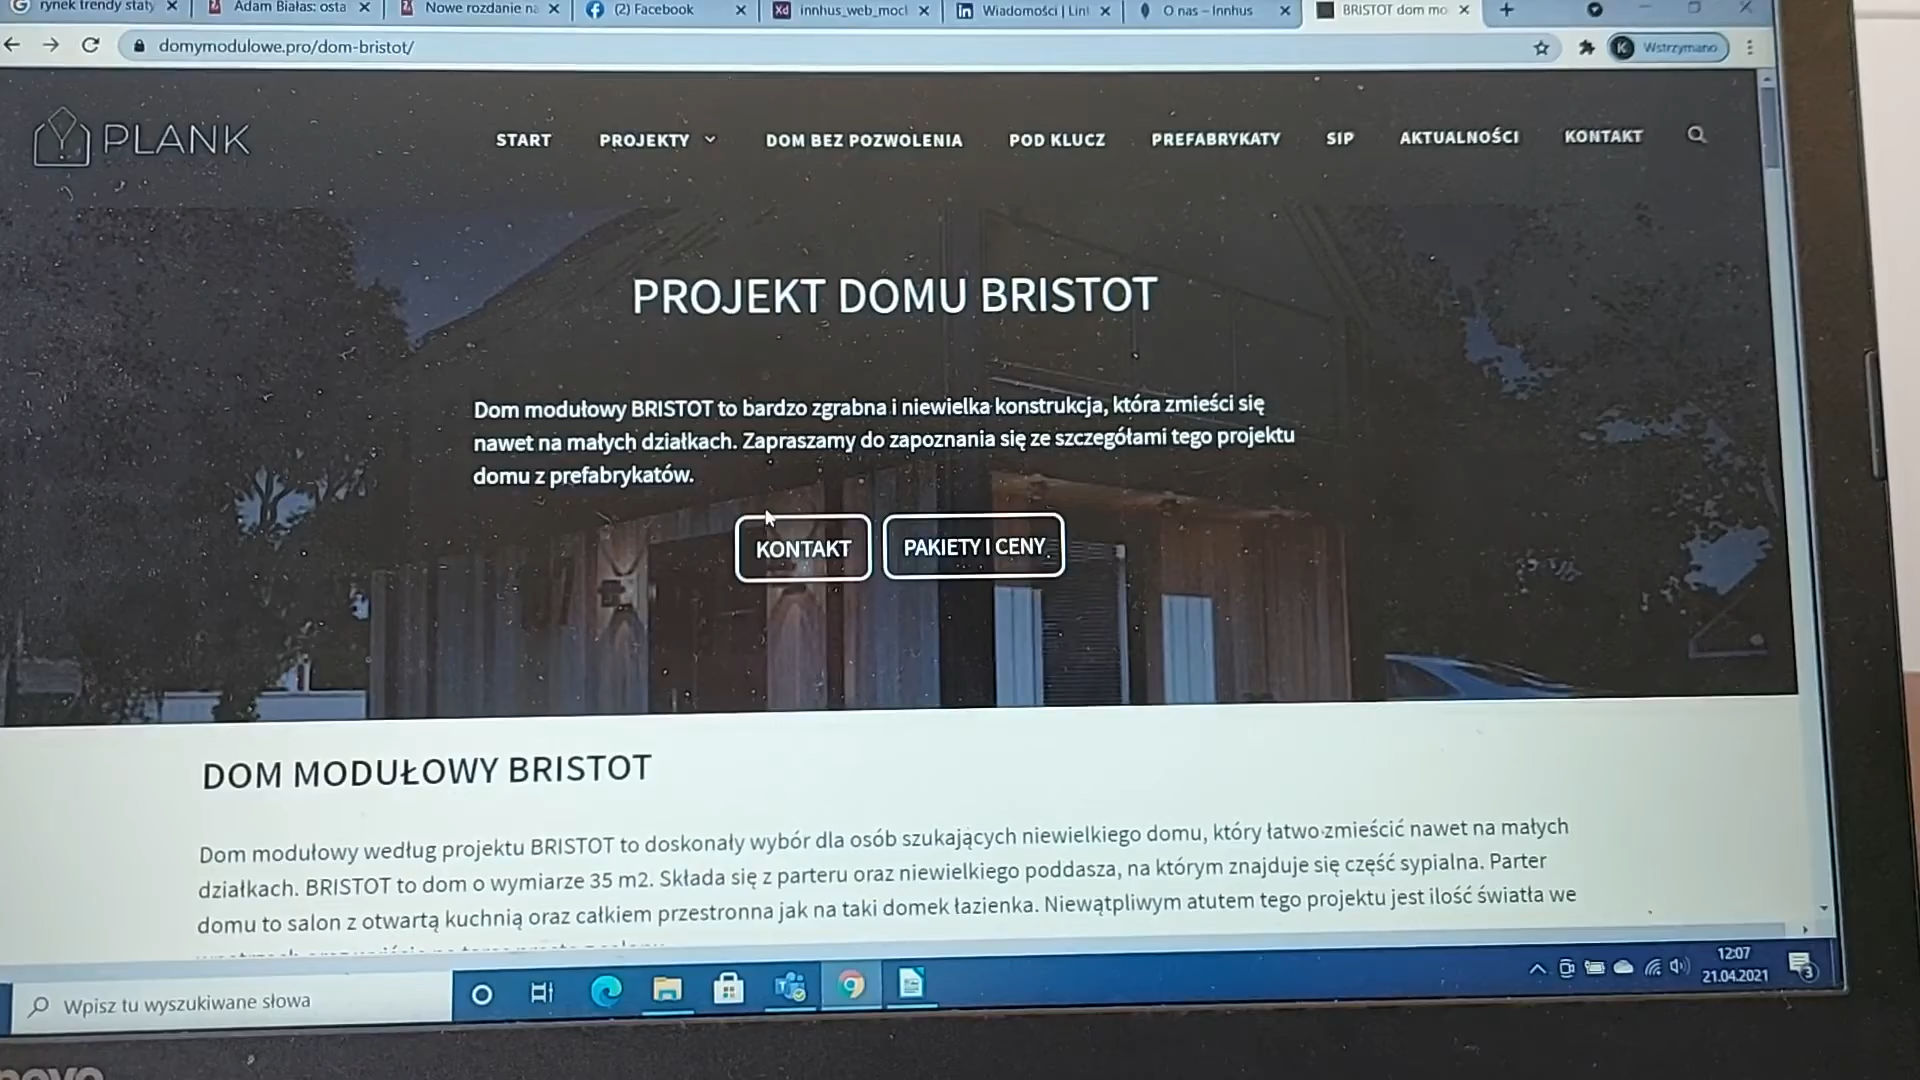 rynek trendy staty
Adam Białas: osta
Nowe rozdanie na
(2) Facebook
innhus_web_mocl
Wiadomości | Lin
O nas – Innhus
BRISTOT dom mo
domymodulowe.pro/dom-bristot/
K Wstrzymano
PLANK
START PROJEKTY DOM BEZ POZWOLENIA POD KLUCZ PREFABRYKATY SIP AKTUALNOŚCI KONTAKT
PROJEKT DOMU BRISTOT
Dom modułowy BRISTOT to bardzo zgrabna i niewielka konstrukcja, która zmieści się
nawet na małych działkach. Zapraszamy do zapoznania się ze szczegółami tego projektu
domu z prefabrykatów.
KONTAKT PAKIETY I CENY
DOM MODUŁOWY BRISTOT
Dom modułowy według projektu BRISTOT to doskonały wybór dla osób szukających niewielkiego domu, który łatwo zmieścić nawet na małych
działkach. BRISTOT to dom o wymiarze 35 m2. Składa się z parteru oraz niewielkiego poddasza, na którym znajduje się część sypialna. Parter
domu to salon z otwartą kuchnią oraz całkiem przestronna jak na taki domek łazienka. Niewątpliwym atutem tego projektu jest ilość światła we
Wpisz tu wyszukiwane słowa
12:07
21.04.2021
3